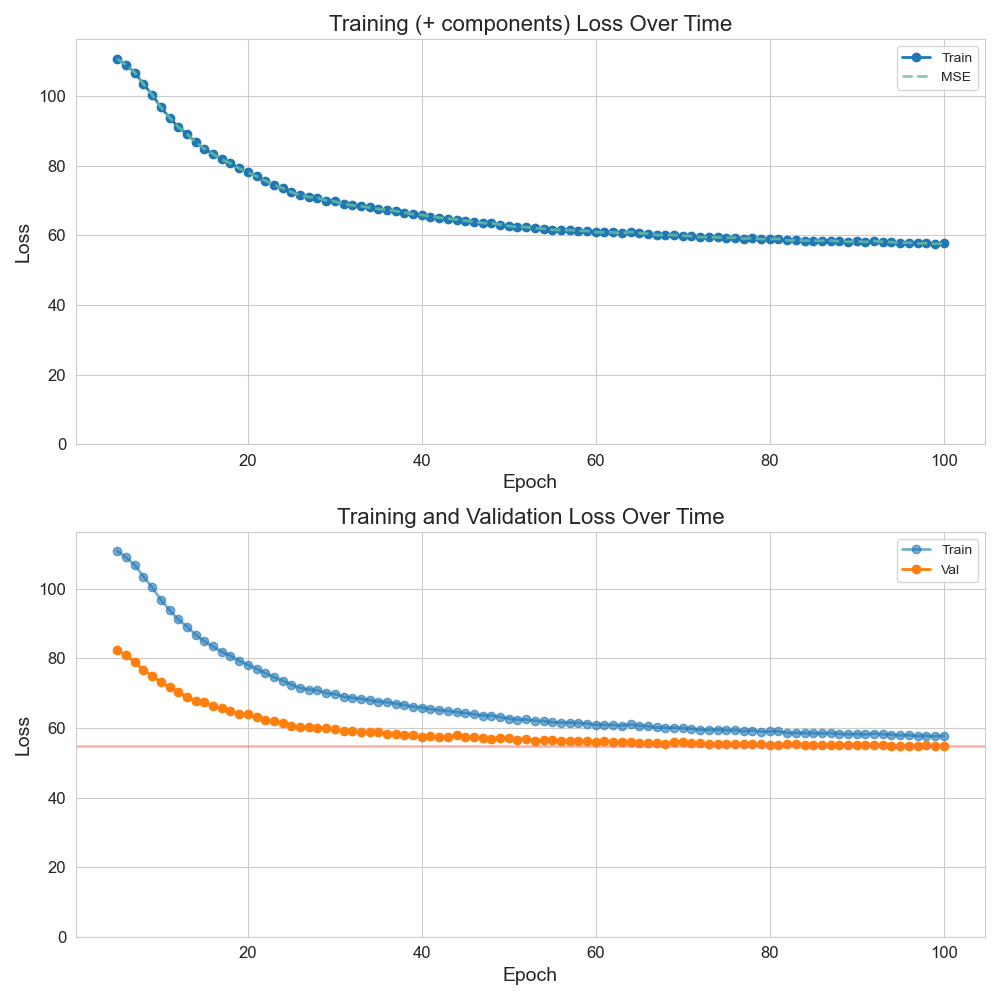 Training (+ components) Loss Over Time
Train
MSE
Loss
100
80
60
40
20
0
20 40 60 80 100
Epoch
Training and Validation Loss Over Time
Train
Val
Loss
100
80
60
40
20
0
20 40 60 80 100
Epoch